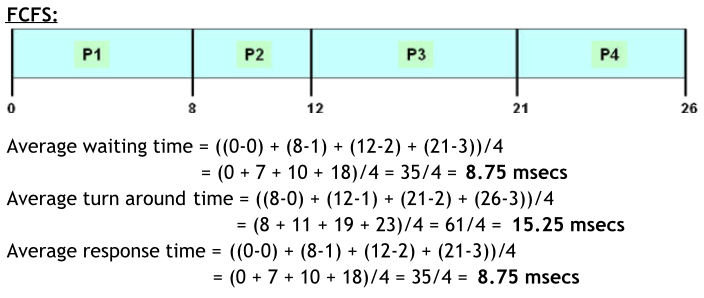 FCFS:
P1 P2 P3 P4
0 8 12 21 26
Average waiting time = ((0-0) + (8-1) + (12-2) + (21-3))/4
= (0 + 7 + 10 + 18)/4 = 35/4 = 8.75 msecs
Average turn around time = ((8-0) + (12-1) + (21-2) + (26-3))/4
= (8 + 11 + 19 + 23)/4 = 61/4 = 15.25 msecs
Average response time = ((0-0) + (8-1) + (12-2) + (21-3))/4
= (0 + 7 + 10 + 18)/4 = 35/4 = 8.75 msecs